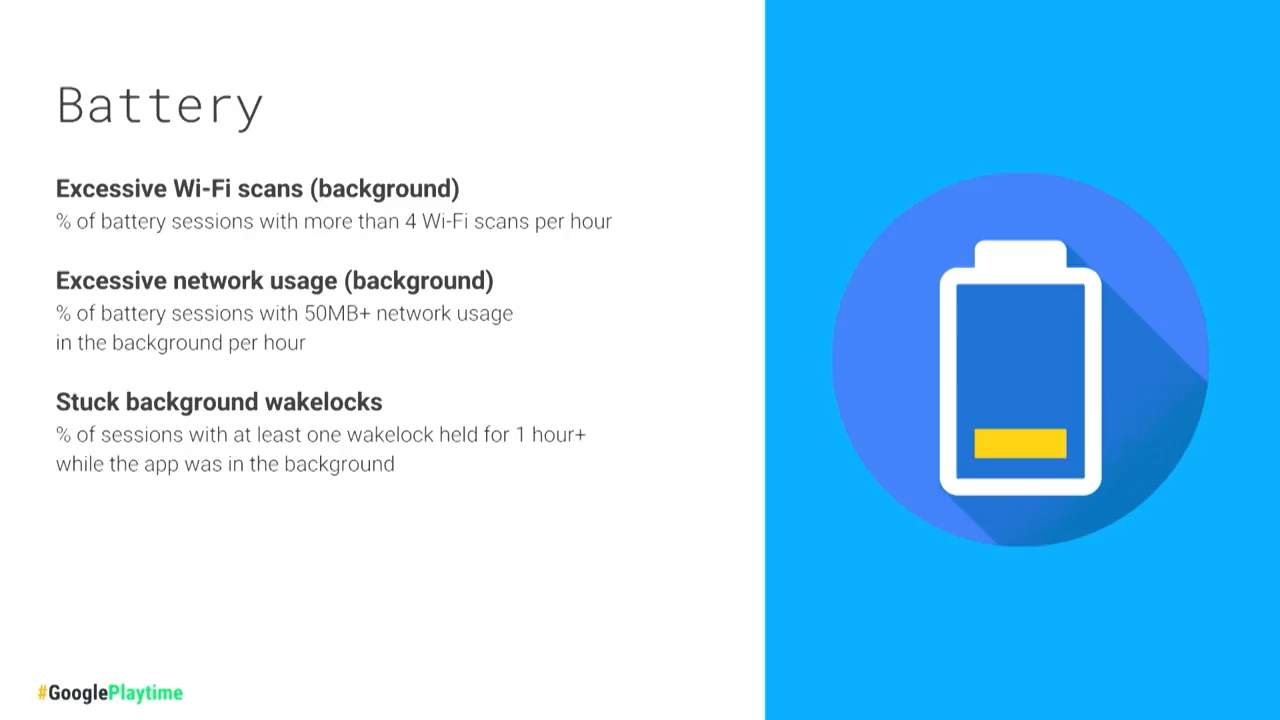 Battery
Excessive Wi-Fi scans (background)
% of battery sessions with more than 4 Wi-Fi scans per hour
Excessive network usage (background)
% of battery sessions with 50MB+ network usage
in the background per hour
Stuck background wakelocks
% of sessions with at least one wakelock held for 1 hour+
while the app was in the background
#GooglePlaytime